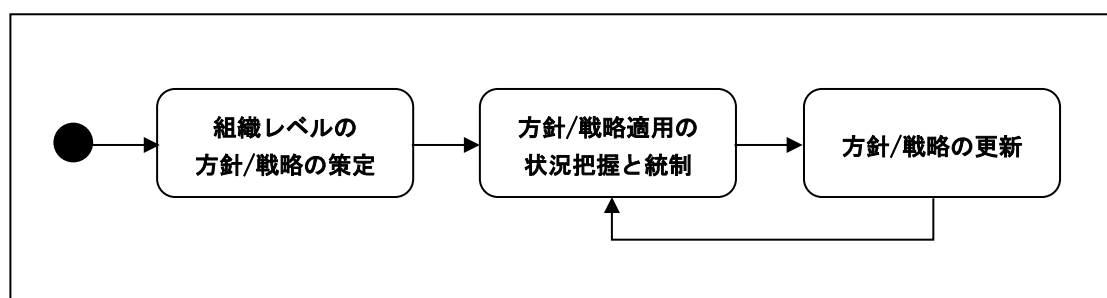 組織レベルの
方針/戦略の策定
方針/戦略適用の
状況把握と統制
方針/戦略の更新